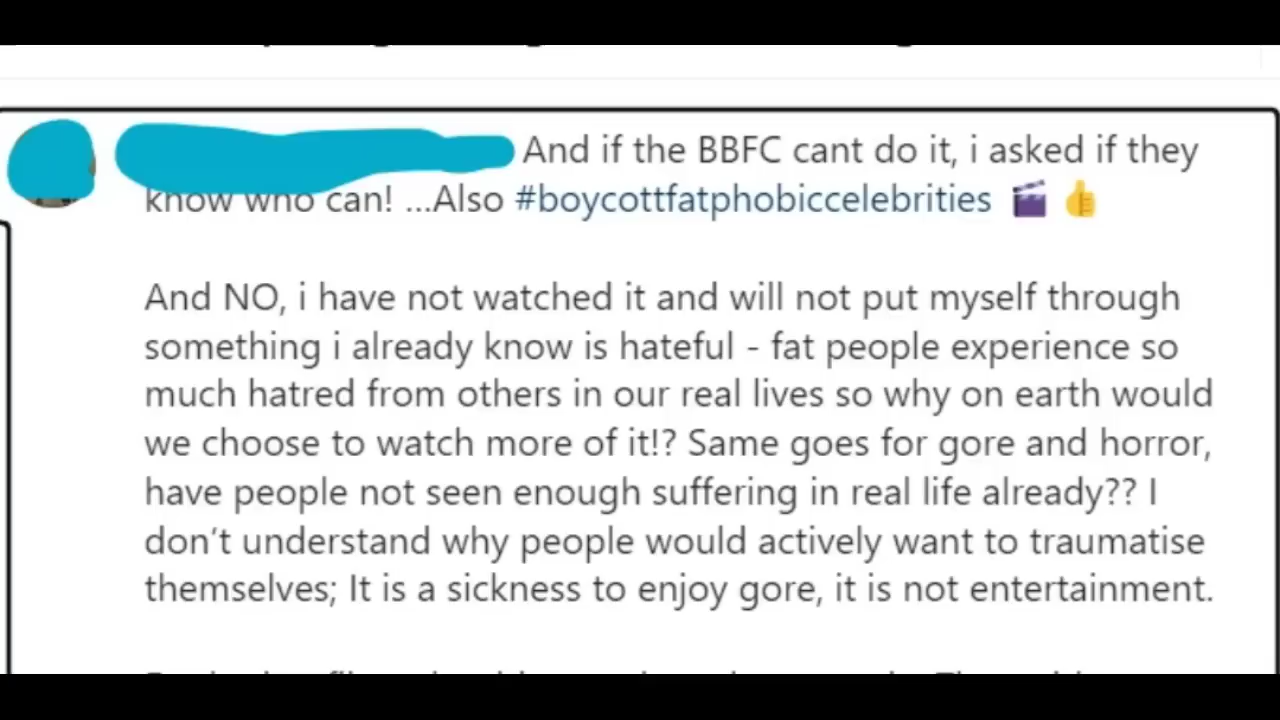 And if the BBFC cant do it, i asked if they
know who can! ...Also #boycottfatphobiccelebrities 🎬 👍
And NO, i have not watched it and will not put myself through
something i already know is hateful - fat people experience so
much hatred from others in our real lives so why on earth would
we choose to watch more of it!? Same goes for gore and horror,
have people not seen enough suffering in real life already?? I
don’t understand why people would actively want to traumatise
themselves; It is a sickness to enjoy gore, it is not entertainment.